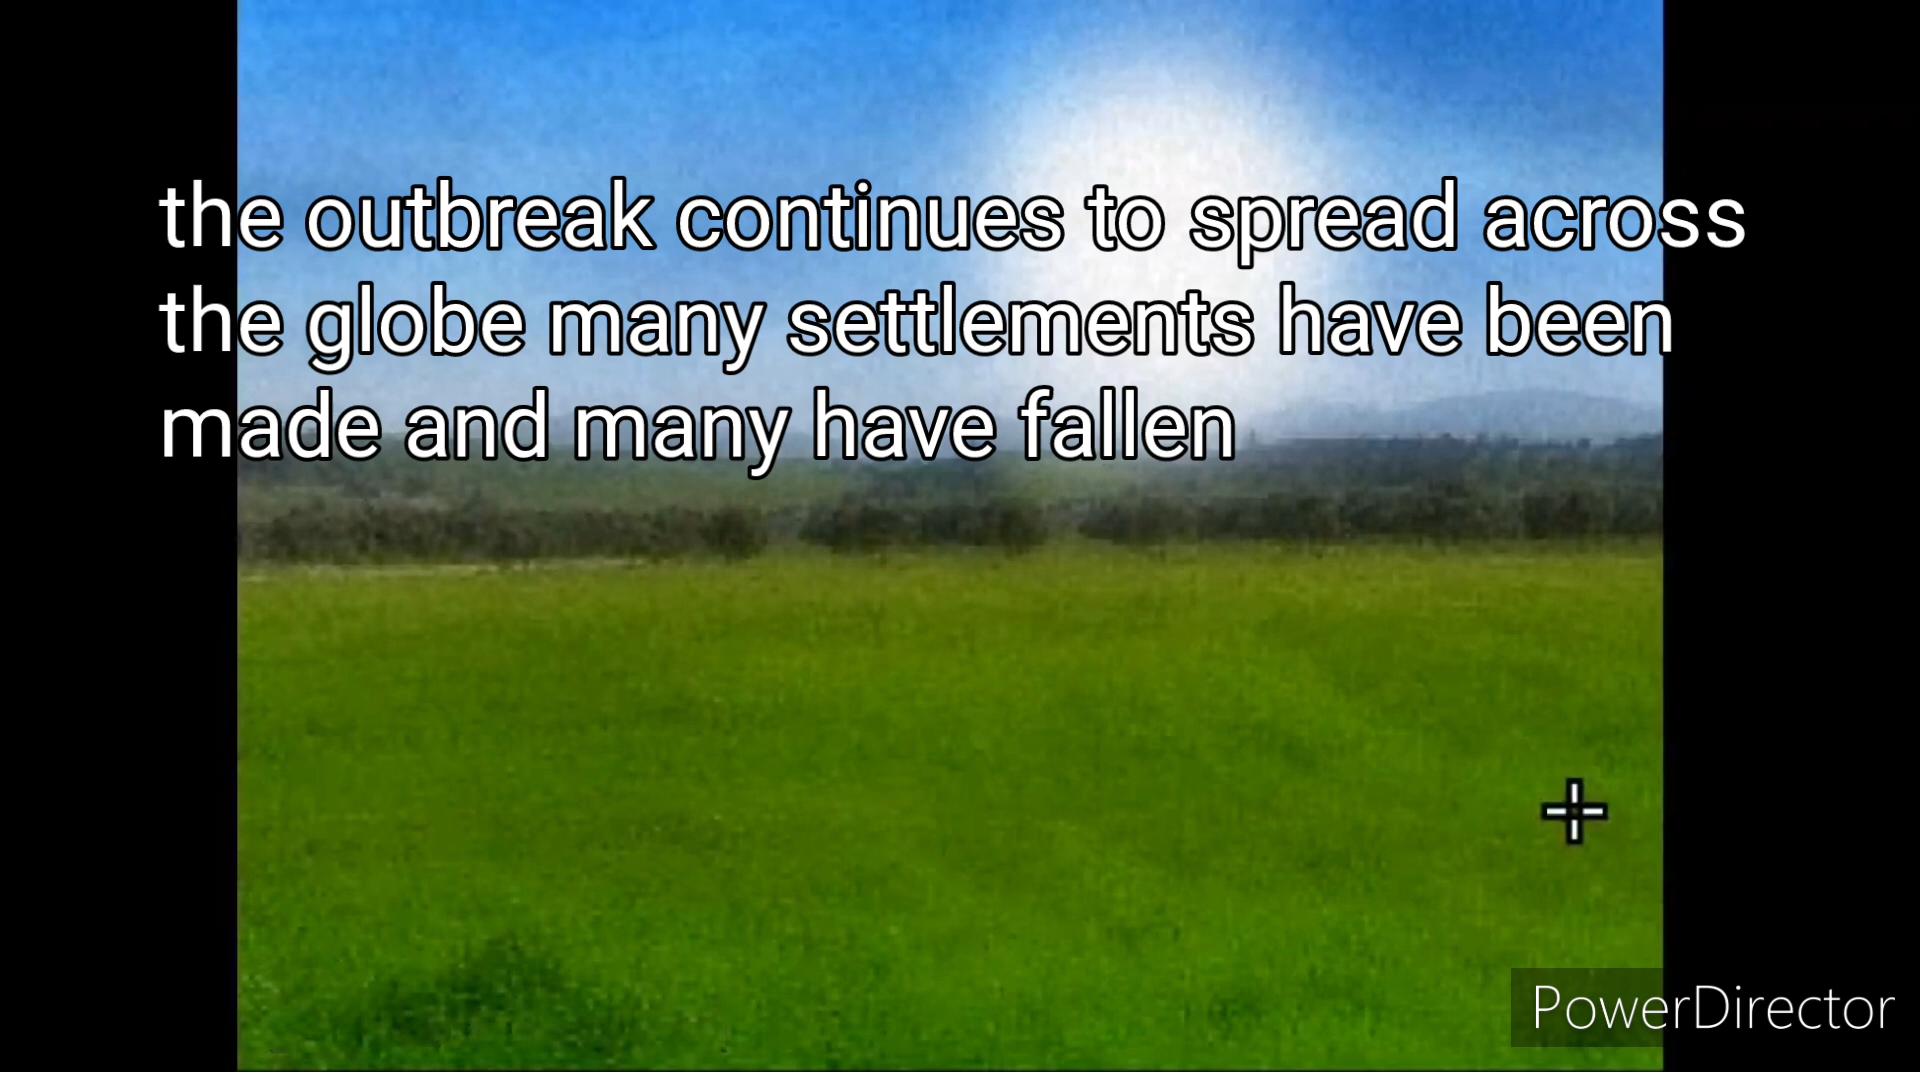 the outbreak continues to spread across
the globe many settlements have been
made and many have fallen
PowerDirector